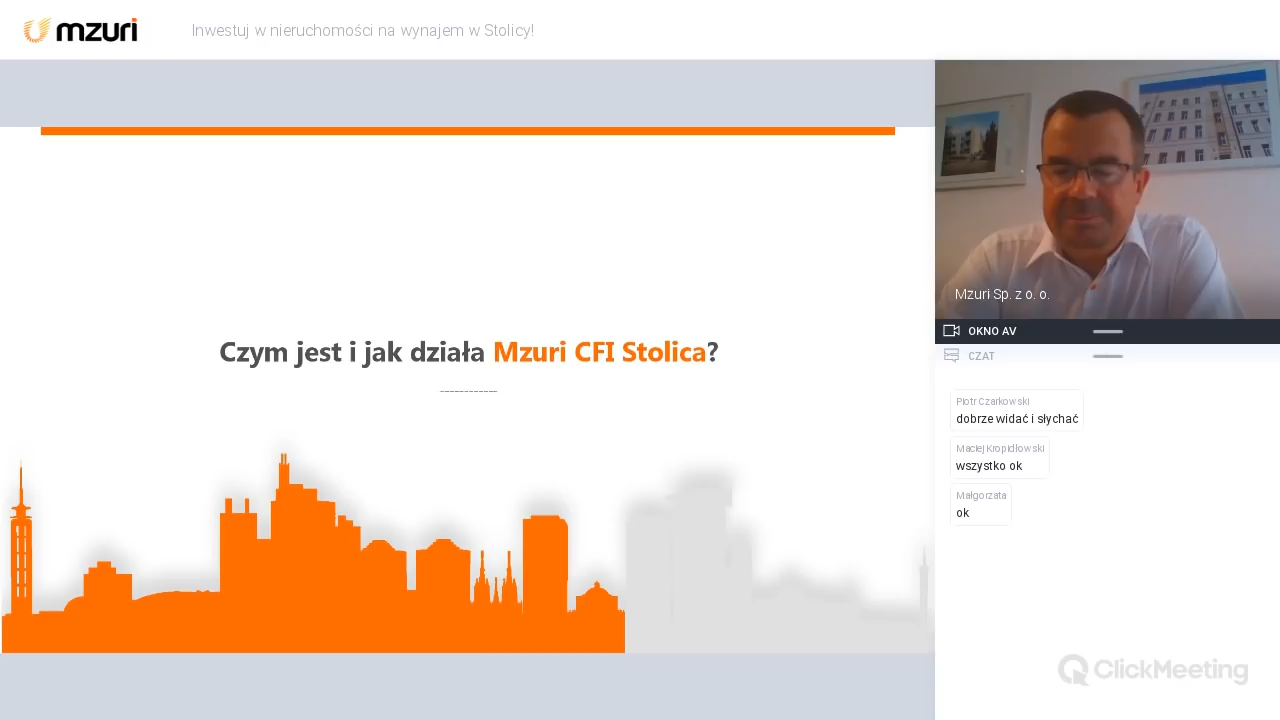 mzuri
Inwestuj w nieruchomości na wynajem w Stolicy!
Czym jest i jak działa Mzuri CFI Stolica?
Mzuri Sp. z o. o.
OKNO AV
CZAT
Piotr Czarkowski
dobrze widać i słychać
Maciej Kropidłowski
wszystko ok
Małgorzata
ok
ClickMeeting